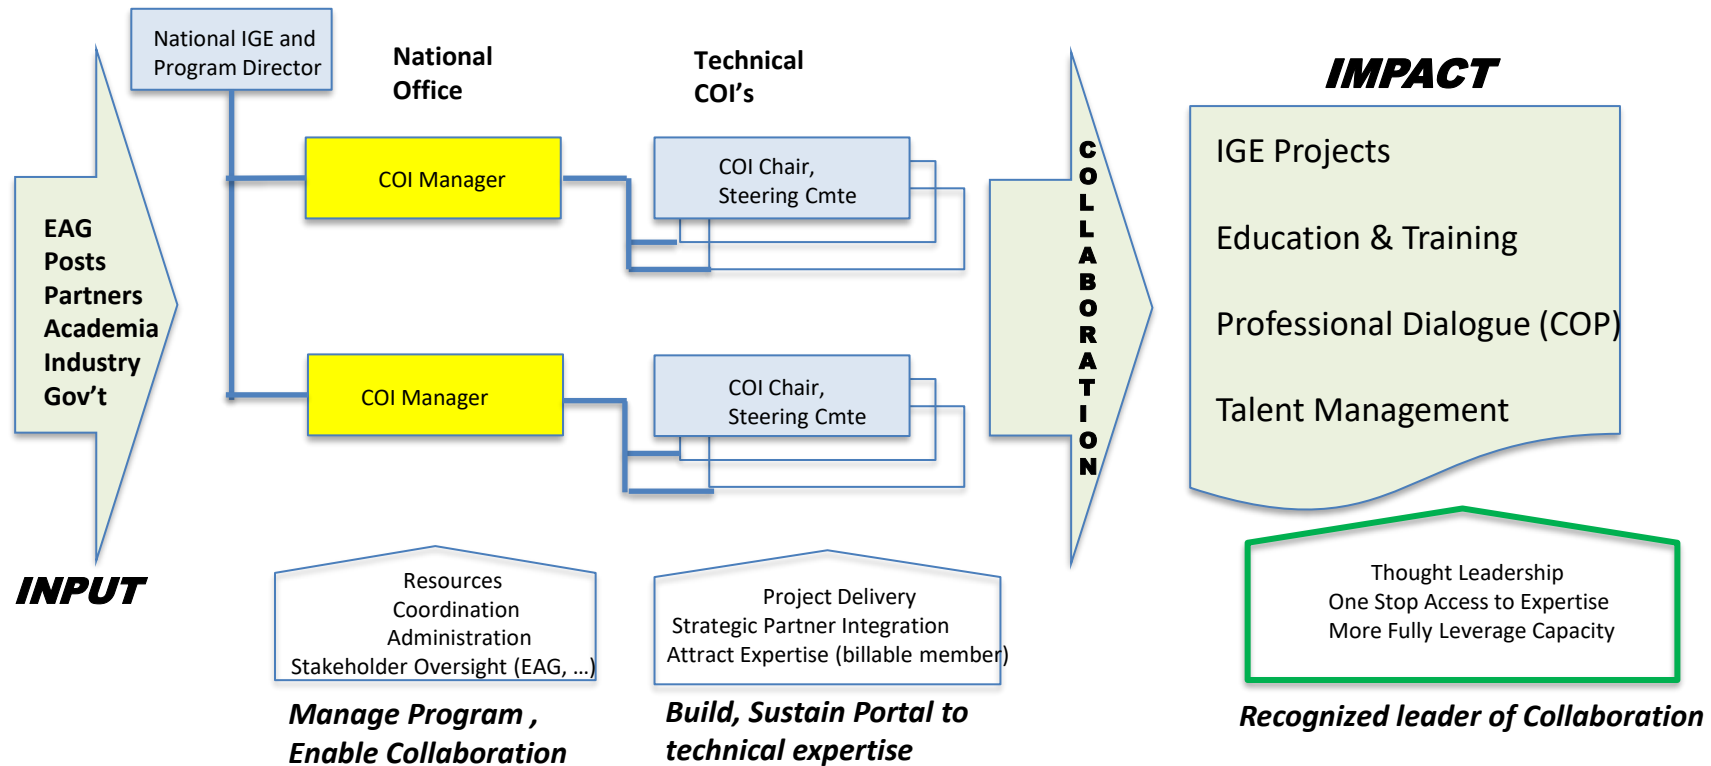 National IGE and
Program Director
National
Office
Technical
COI's
IMPACT
COI Manager
COI Chair,
Steering Cmte
EAG
Posts
Partners
Academia
Industry
Gov't
COI Manager
COI Chair,
Steering Cmte
COLLABORATION
IGE Projects
Education & Training
Professional Dialogue (COP)
Talent Management
INPUT
Resources
Coordination
Administration
Stakeholder Oversight (EAG, ...)
Manage Program ,
Enable Collaboration
Project Delivery
Strategic Partner Integration
Attract Expertise (billable member)
Build, Sustain Portal to
technical expertise
Thought Leadership
One Stop Access to Expertise
More Fully Leverage Capacity
Recognized leader of Collaboration